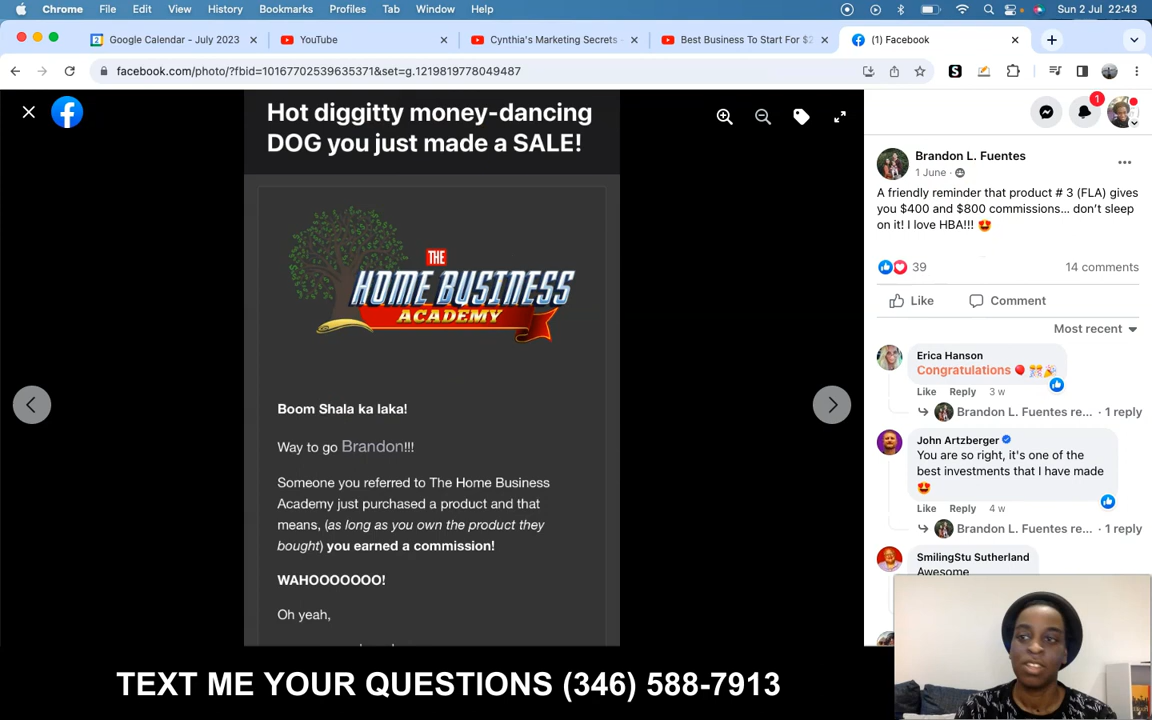 Chrome File Edit View History Bookmarks Profiles Tab Window Help Sun 2 Jul 22:43
Google Calendar - July 2023
YouTube
Cynthia's Marketing Secrets -
Best Business To Start For $2
(1) Facebook
facebook.com/photo/?fbid=10167702539635371&set=g.1219819778049487
Hot diggitty money-dancing
DOG you just made a SALE!
THE
HOME BUSINESS
ACADEMY
Boom Shala ka laka!
Way to go Brandon!!!
Someone you referred to The Home Business
Academy just purchased a product and that
means, (as long as you own the product they
bought) you earned a commission!
WAHOOOOOOO!
Oh yeah,
1
Brandon L. Fuentes
1 June ·
A friendly reminder that product # 3 (FLA) gives
you $400 and $800 commissions... don't sleep
on it! I love HBA!!! 😍
39 14 comments
Like Comment
Most recent
Erica Hanson
Congratulations 🎈 🎊 🎉
Like Reply 3 w
Brandon L. Fuentes re... · 1 reply
John Artzberger
You are so right, it's one of the
best investments that I have made
😍
Like Reply 4 w
Brandon L. Fuentes re... · 1 reply
SmilingStu Sutherland
Awesome
TEXT ME YOUR QUESTIONS (346) 588-7913